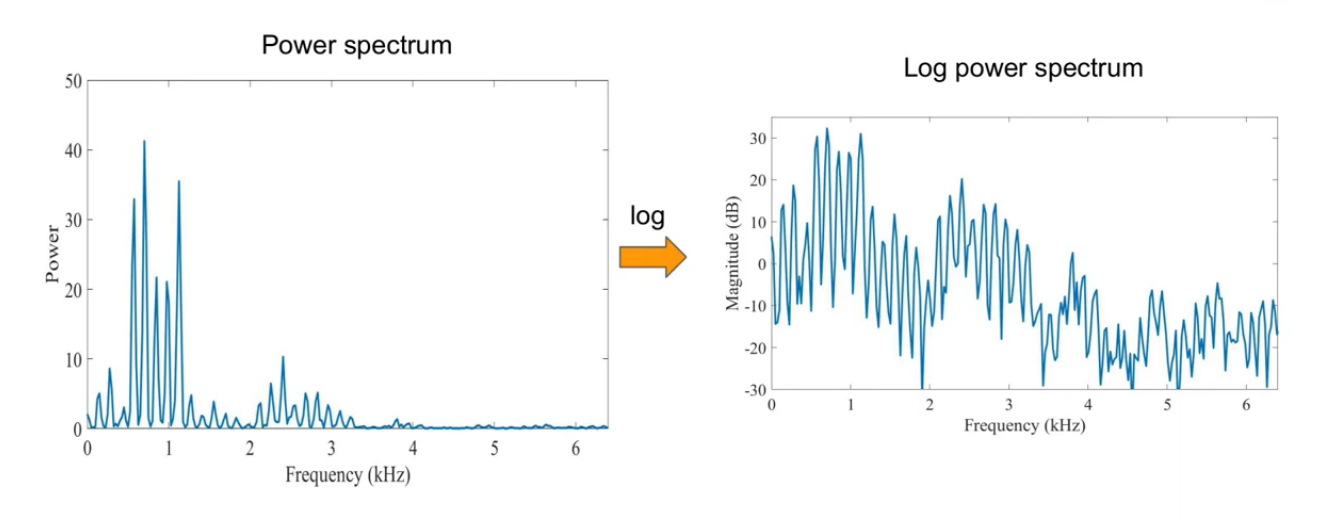 Power spectrum
50
40
30
20
10
0
Power
0 1 2 3 4 5 6
Frequency (kHz)
log
Log power spectrum
30
20
10
0
-10
-20
-30
Magnitude (dB)
0 1 2 3 4 5 6
Frequency (kHz)